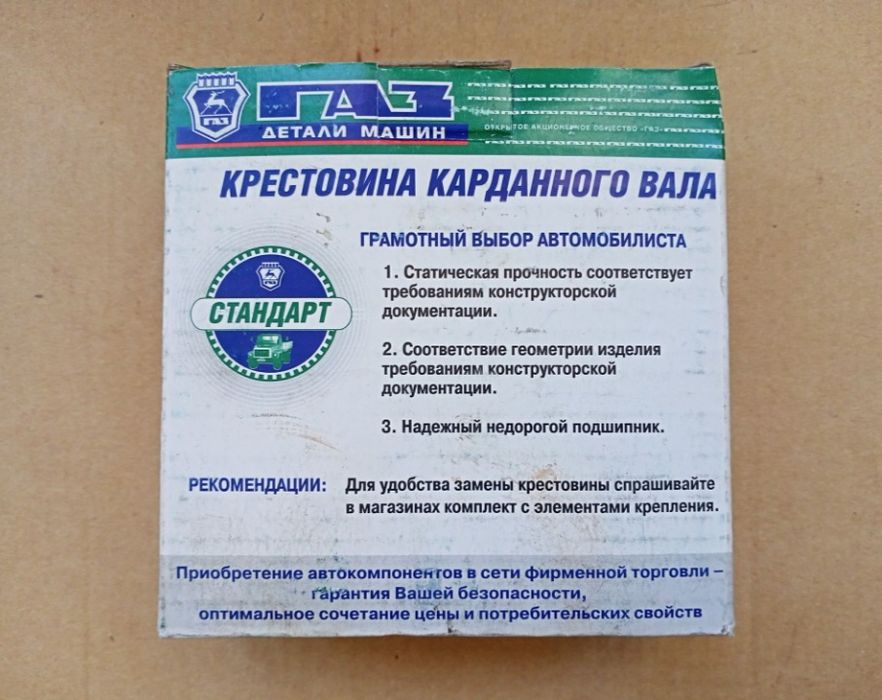 ГАЗ
ГАЗ
ДЕТАЛИ МАШИН
ОТКРЫТОЕ АКЦИОНЕРНОЕ ОБЩЕСТВО «ГАЗ»
КРЕСТОВИНА КАРДАННОГО ВАЛА
ГРАМОТНЫЙ ВЫБОР АВТОМОБИЛИСТА
1. Статическая прочность соответствует
требованиям конструкторской
документации.
СТАНДАРТ
2. Соответствие геометрии изделия
требованиям конструкторской
документации.
3. Надежный недорогой подшипник.
РЕКОМЕНДАЦИИ: Для удобства замены крестовины спрашивайте
в магазинах комплект с элементами крепления.
Приобретение автокомпонентов в сети фирменной торговли –
гарантия Вашей безопасности,
оптимальное сочетание цены и потребительских свойств